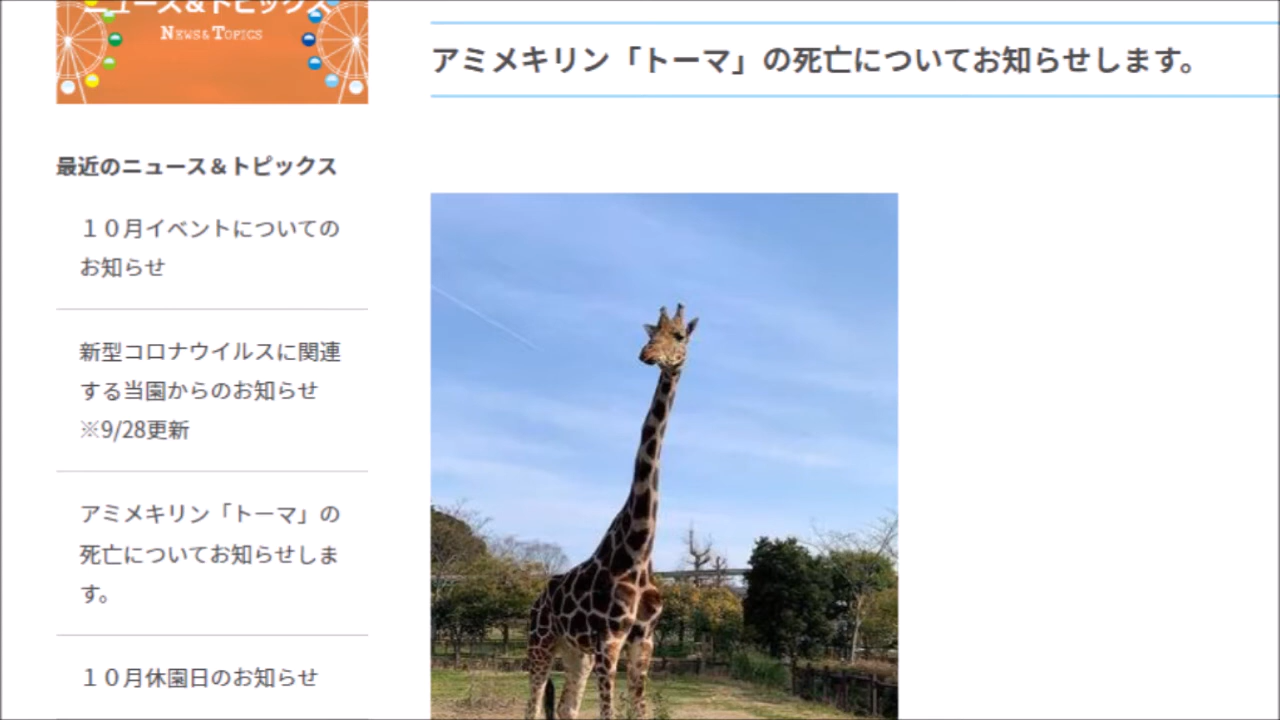 ニュース&トピックス
NEWS&TOPICS
アミメキリン「トーマ」の死亡についてお知らせします。
最近のニュース&トピックス
１０月イベントについての
お知らせ
新型コロナウイルスに関連
する当園からのお知らせ
※9/28更新
アミメキリン「トーマ」の
死亡についてお知らせしま
す。
１０月休園日のお知らせ